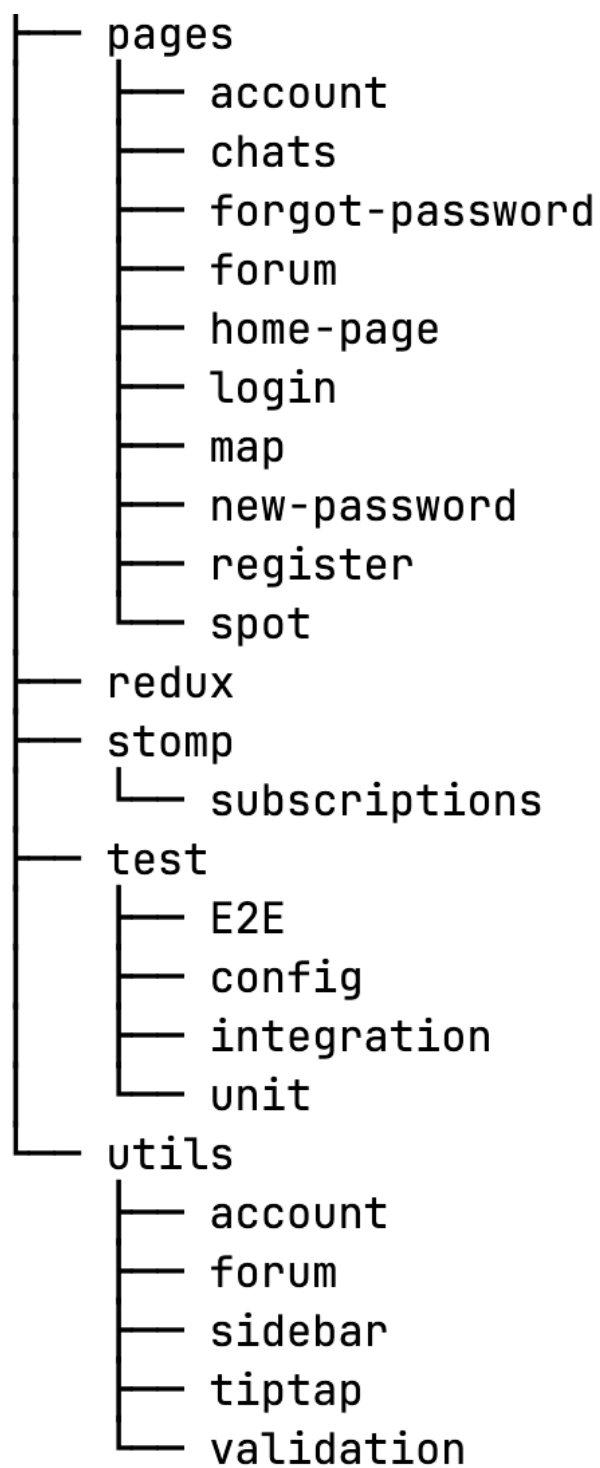 pages
account
chats
forgot-password
forum
home-page
login
map
new-password
register
spot
redux
stomp
subscriptions
test
E2E
config
integration
unit
utils
account
forum
sidebar
tiptap
validation